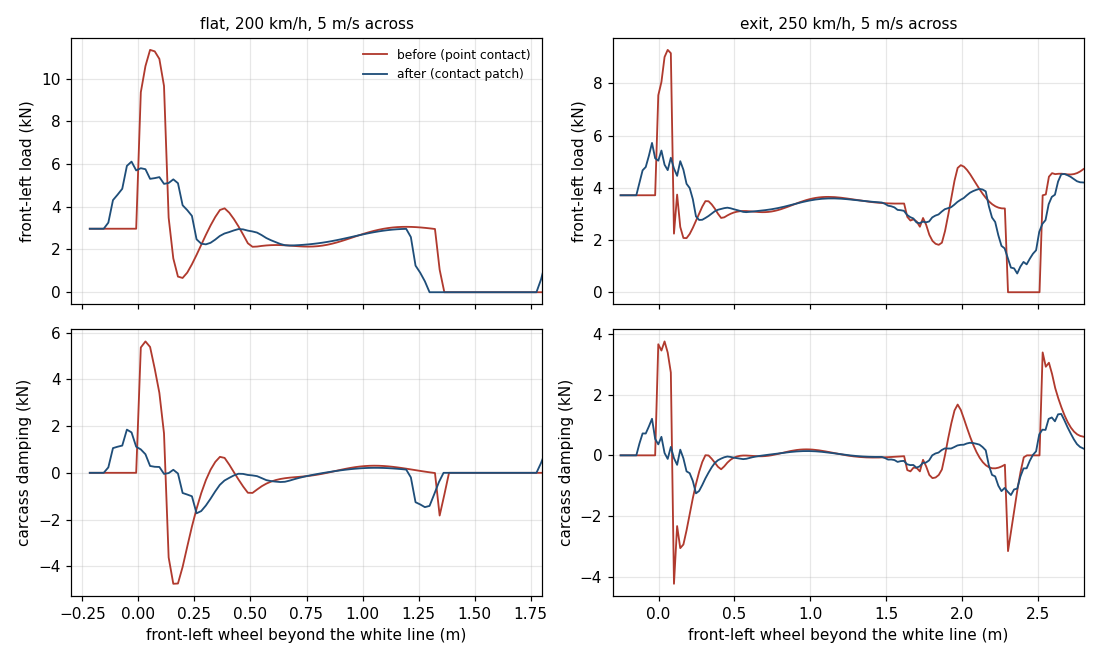 flat, 200 km/h, 5 m/s across
exit, 250 km/h, 5 m/s across
before (point contact)
after (contact patch)
front-left load (kN)
10
8
6
4
2
0
front-left load (kN)
8
6
4
2
0
carcass damping (kN)
6
4
2
0
−2
−4
−0.25 0.00 0.25 0.50 0.75 1.00 1.25 1.50 1.75
front-left wheel beyond the white line (m)
carcass damping (kN)
4
2
0
−2
−4
0.0 0.5 1.0 1.5 2.0 2.5
front-left wheel beyond the white line (m)